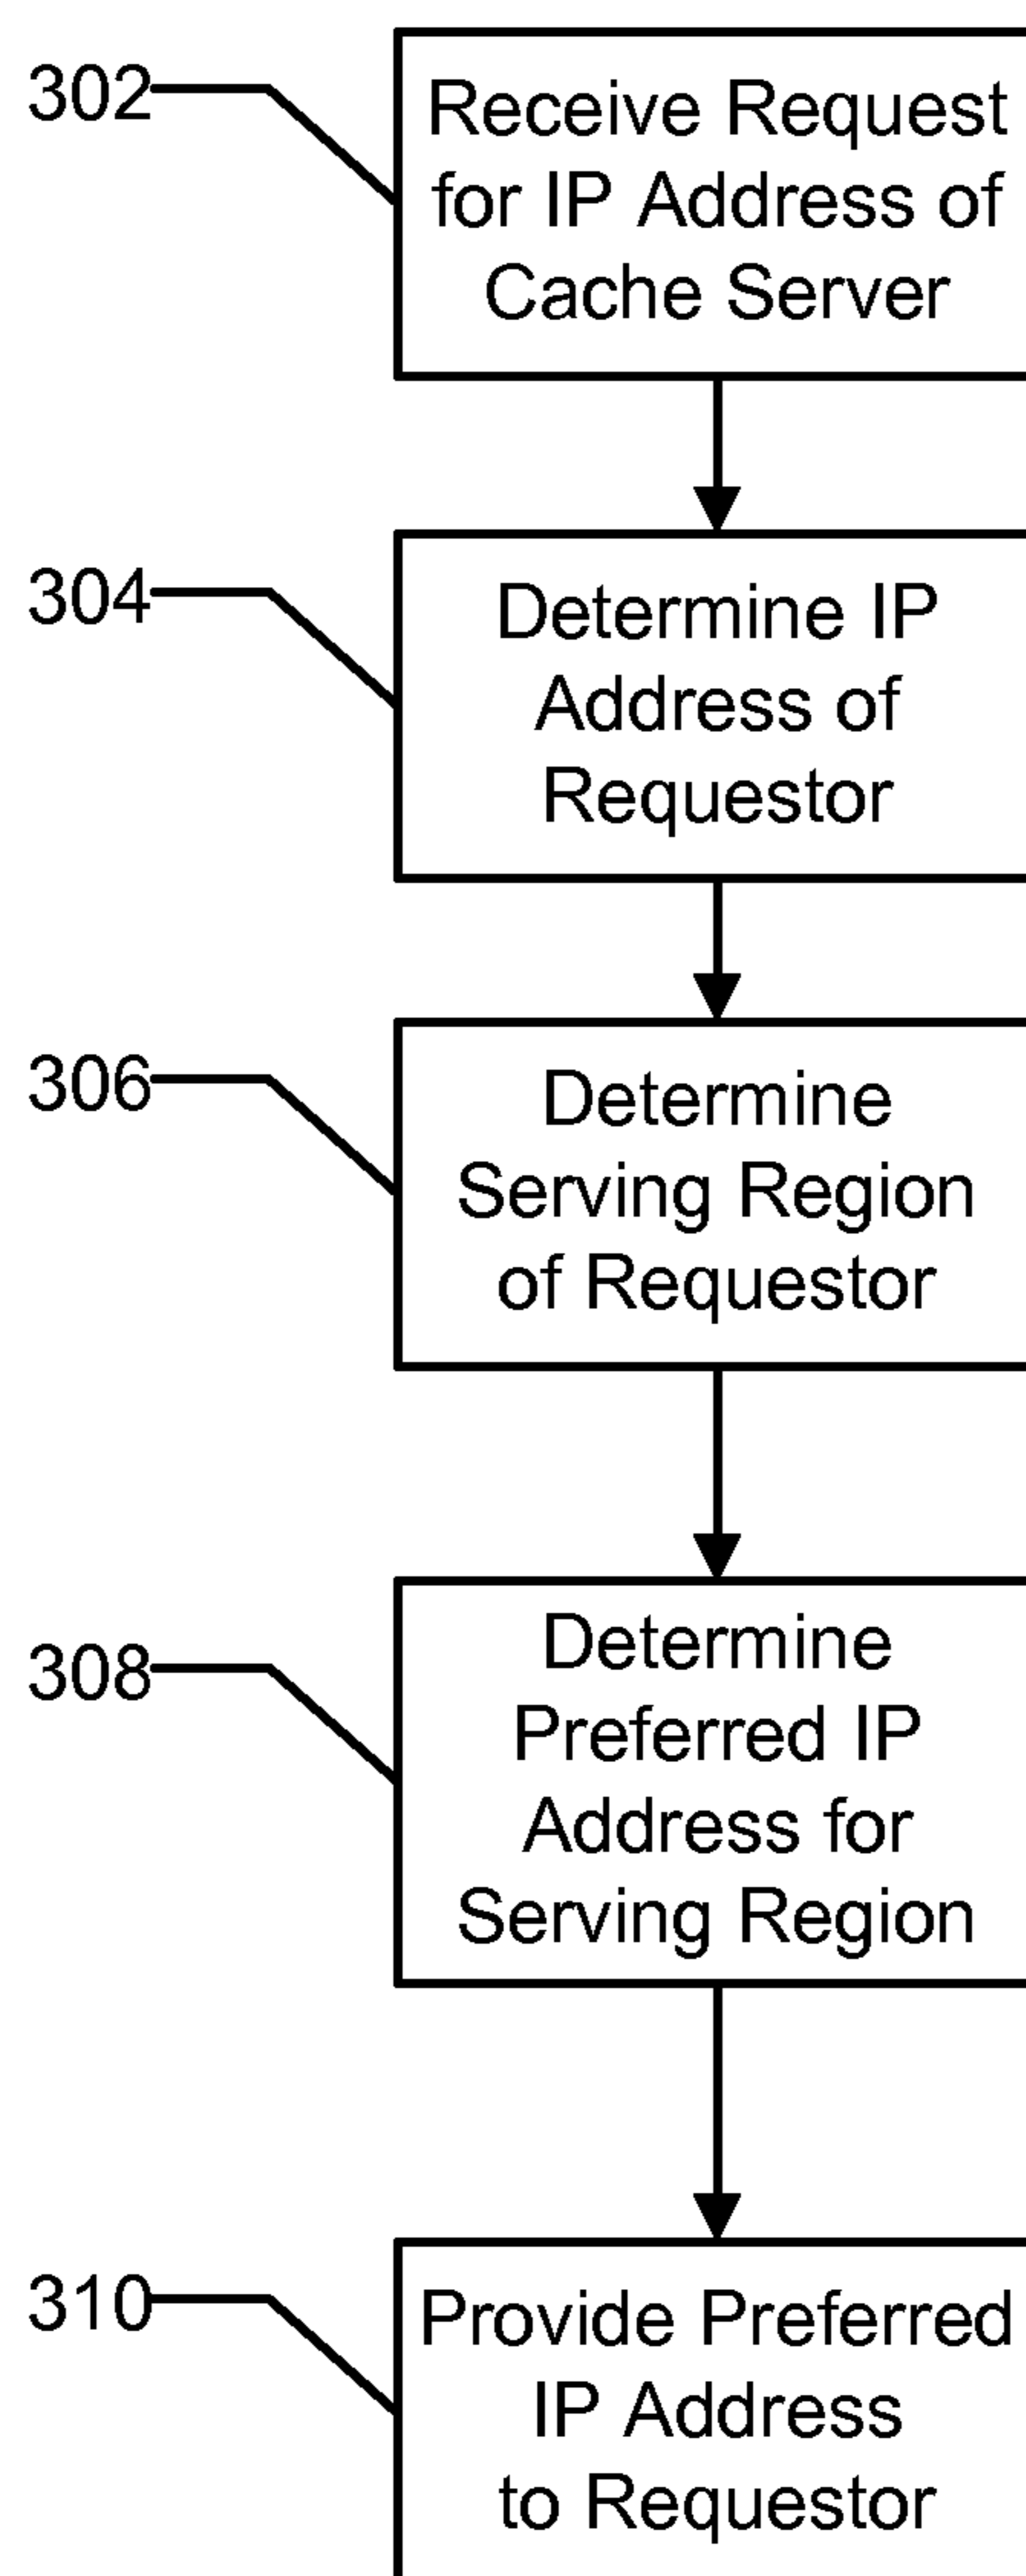 302
Receive Request
for IP Address of
Cache Server
304
Determine IP
Address of
Requestor
306
Determine
Serving Region
of Requestor
308
Determine
Preferred IP
Address for
Serving Region
310
Provide Preferred
IP Address
to Requestor